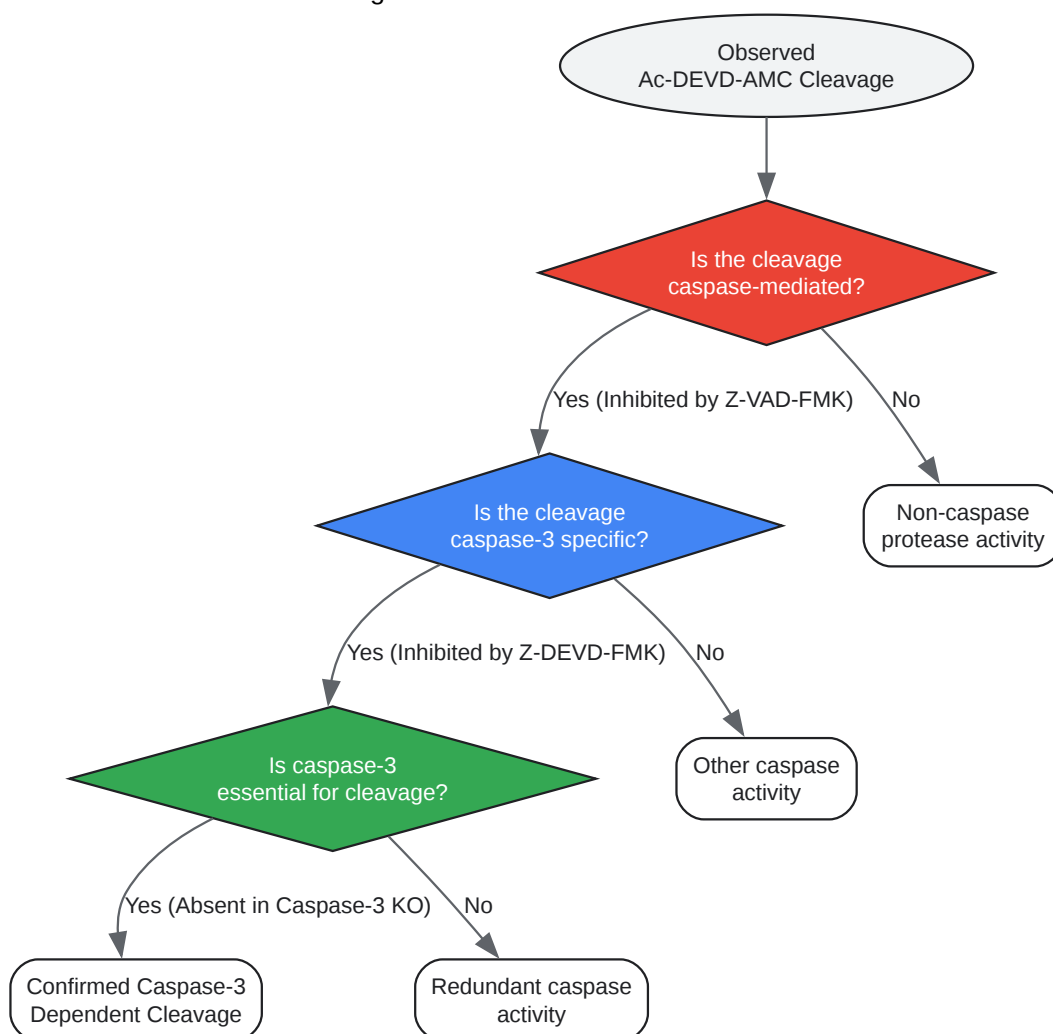 Observed
Ac-DEVD-AMC Cleavage
Is the cleavage
caspase-mediated?
Yes (Inhibited by Z-VAD-FMK)
No
Is the cleavage
caspase-3 specific?
Non-caspase
protease activity
Yes (Inhibited by Z-DEVD-FMK)
No
Is caspase-3
essential for cleavage?
Other caspase
activity
Yes (Absent in Caspase-3 KO)
No
Confirmed Caspase-3
Dependent Cleavage
Redundant caspase
activity